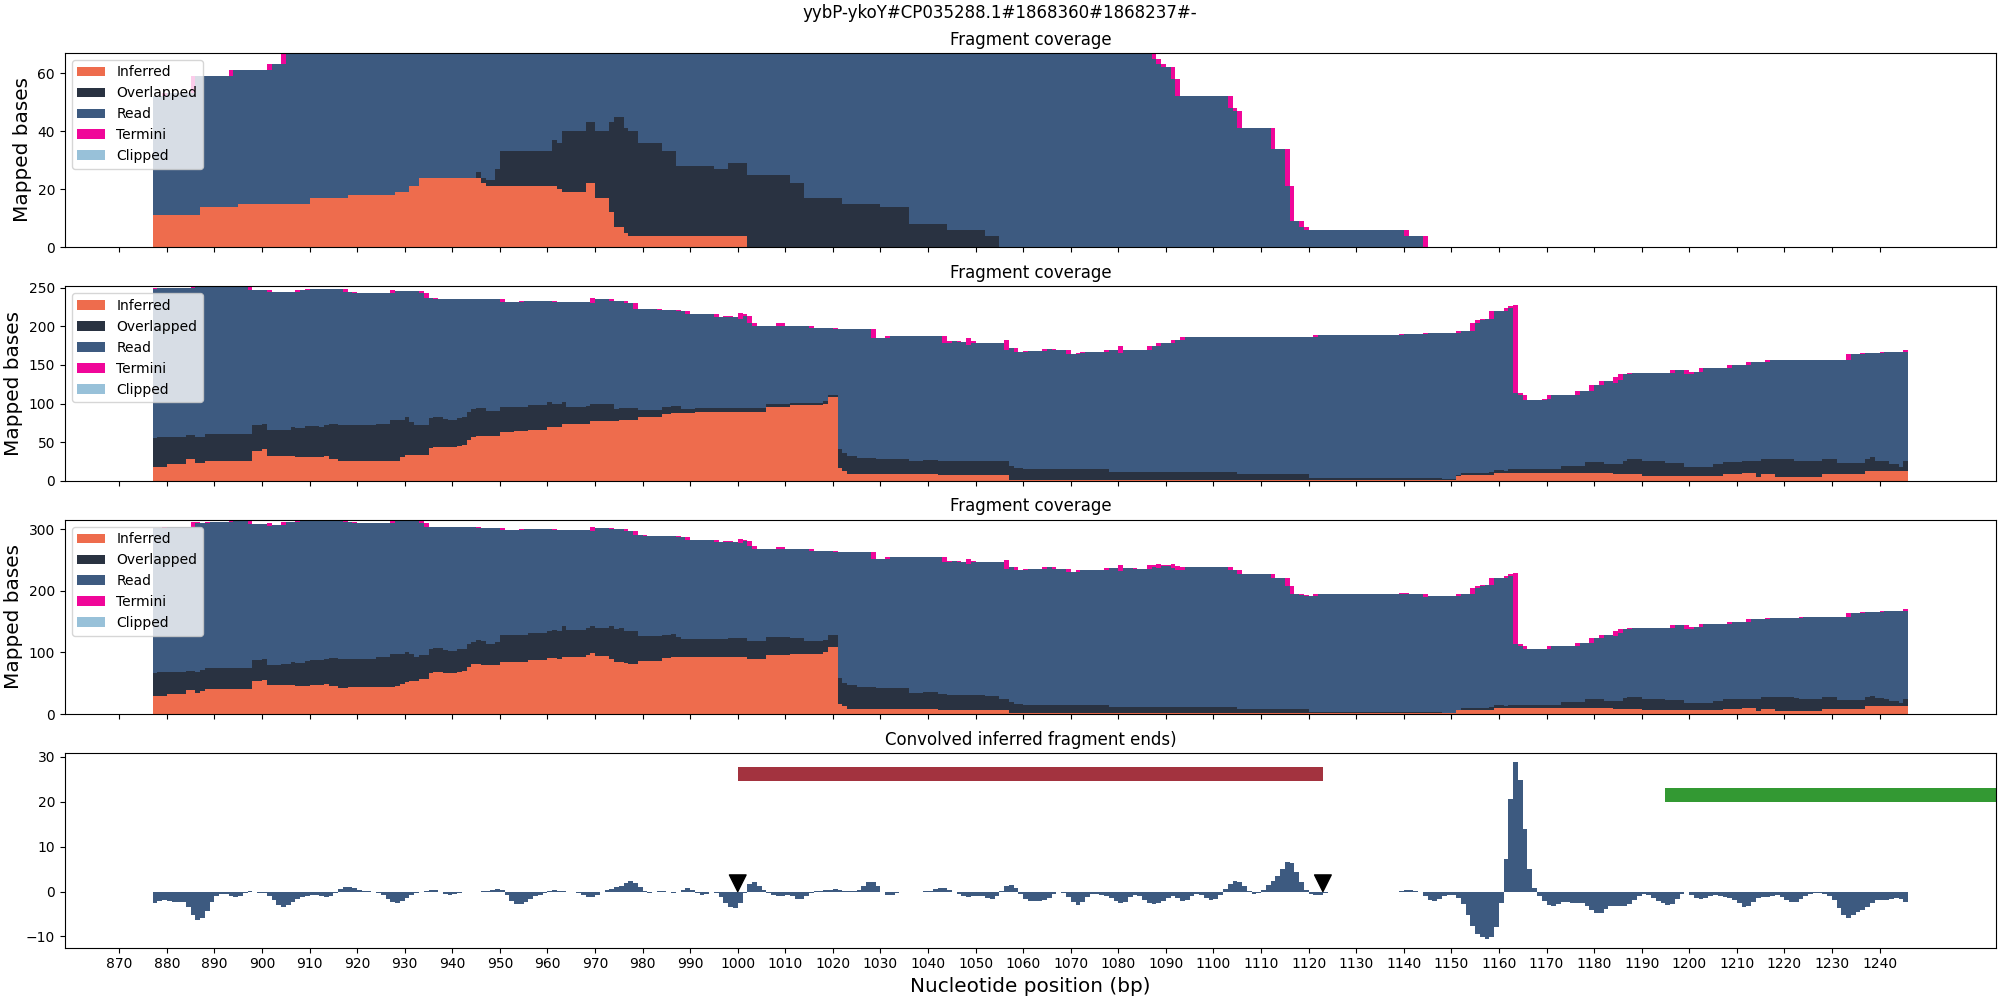 yybP-ykoY#CP035288.1#1868360#1868237#-
Fragment coverage
Mapped bases
60
40
20
0
Inferred
Overlapped
Read
Termini
Clipped
Fragment coverage
Mapped bases
250
200
150
100
50
0
Inferred
Overlapped
Read
Termini
Clipped
Fragment coverage
Mapped bases
300
200
100
0
Inferred
Overlapped
Read
Termini
Clipped
Convolved inferred fragment ends)
30
20
10
0
−10
870 880 890 900 910 920 930 940 950 960 970 980 990 1000 1010 1020 1030 1040 1050 1060 1070 1080 1090 1100 1110 1120 1130 1140 1150 1160 1170 1180 1190 1200 1210 1220 1230 1240
Nucleotide position (bp)